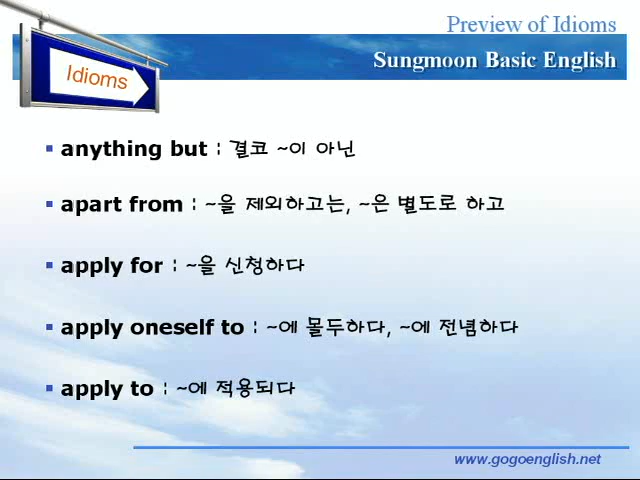 Preview of Idioms
Sungmoon Basic English
Idioms
anything but : 결코 ~이 아닌
apart from : ~을 제외하고는, ~은 별도로 하고
apply for : ~을 신청하다
apply oneself to : ~에 몰두하다, ~에 전념하다
apply to : ~에 적용되다
www.gogoenglish.net